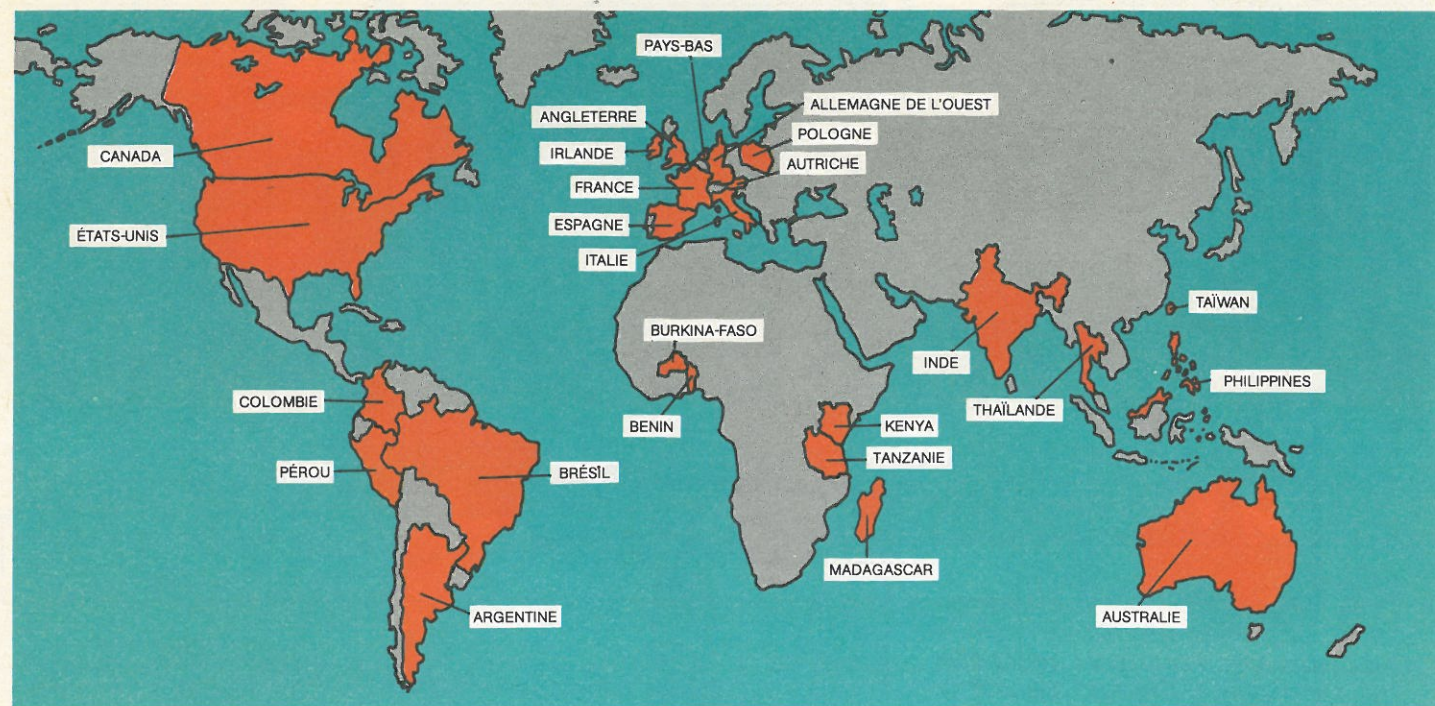 PAYS-BAS
ANGLETERRE
ALLEMAGNE DE L'OUEST
POLOGNE
CANADA
IRLANDE
AUTRICHE
FRANCE
ÉTATS-UNIS
ESPAGNE
ITALIE
TAÏWAN
BURKINA-FASO
INDE
PHILIPPINES
COLOMBIE
THAÏLANDE
BENIN
KENYA
TANZANIE
PÉROU
BRÉSIL
MADAGASCAR
ARGENTINE
AUSTRALIE